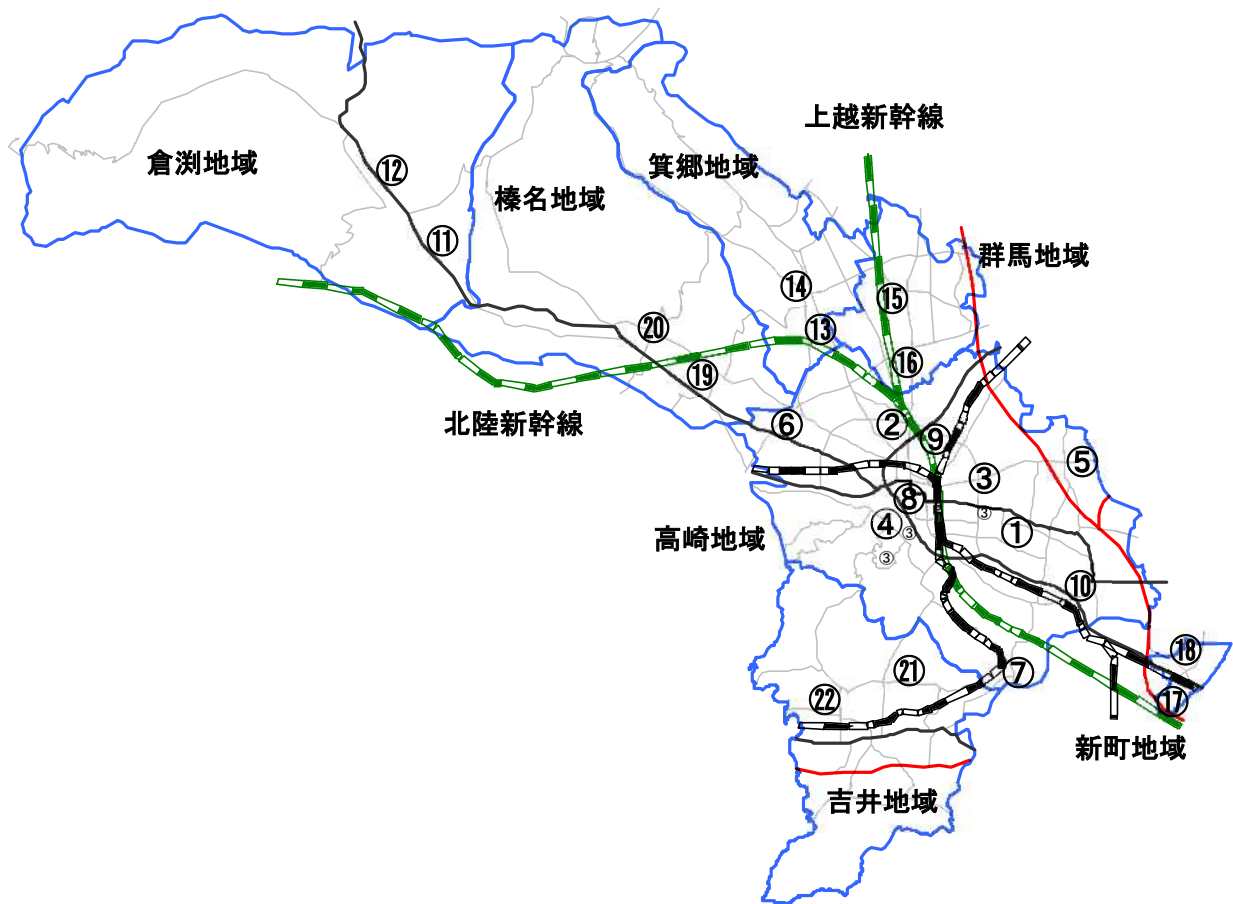 上越新幹線
倉渕地域
⑫
榛名地域
箕郷地域
⑪
群馬地域
⑭
⑮
⑳
⑬
⑲
⑯
北陸新幹線
⑥
②
⑨
⑤
③
⑧
④
③
③
①
高崎地域
③
⑩
⑱
㉑
⑦
㉒
⑰
新町地域
吉井地域